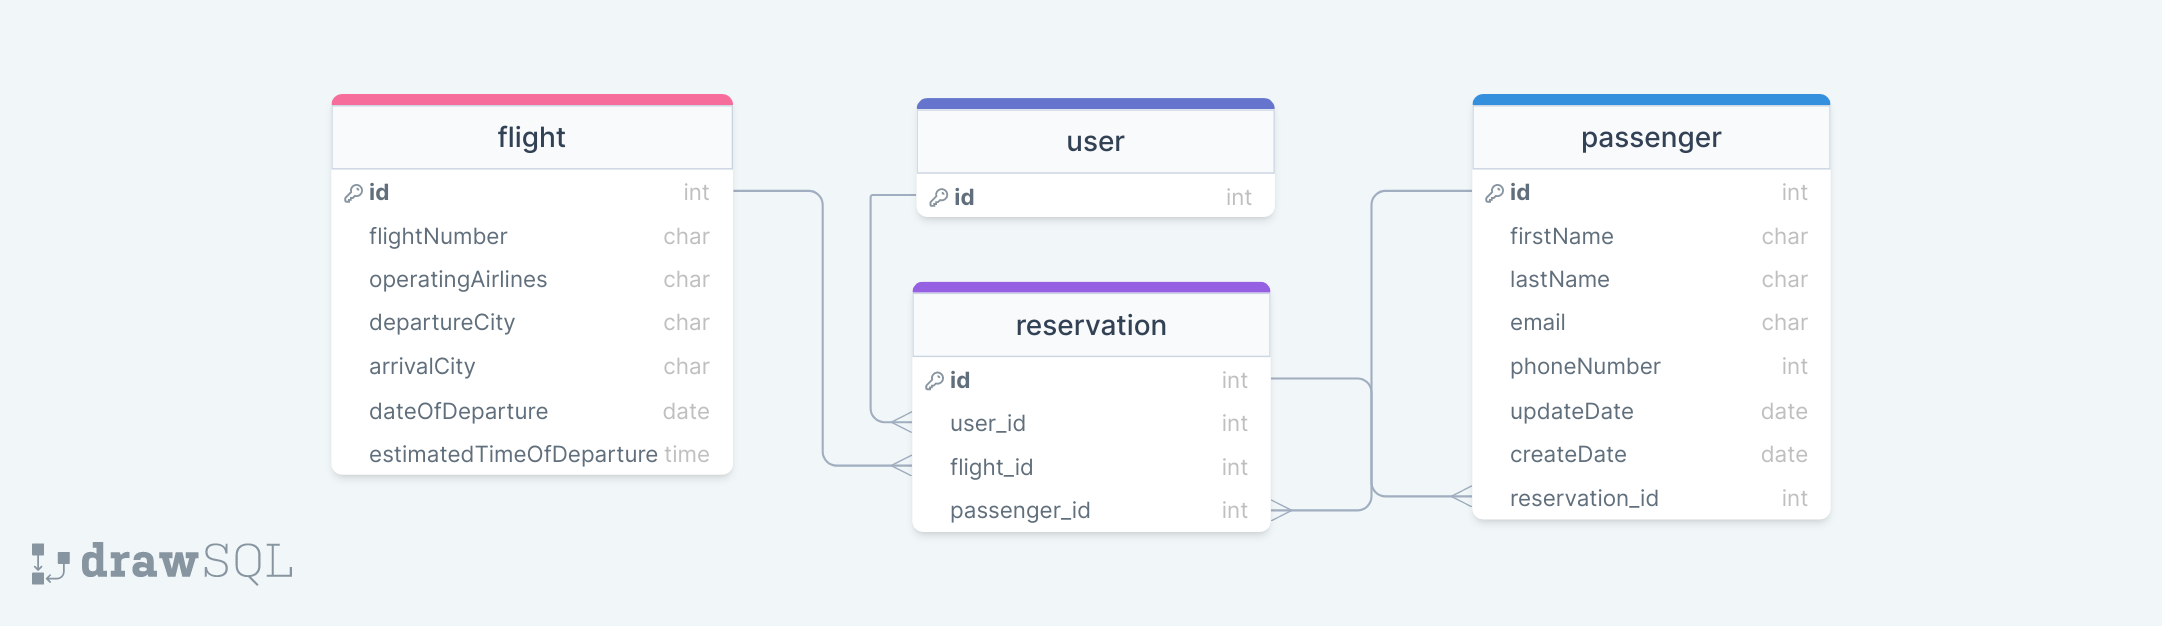 flight
id int
flightNumber char
operatingAirlines char
departureCity char
arrivalCity char
dateOfDeparture date
estimatedTimeOfDeparture time
user
id int
reservation
id int
user_id int
flight_id int
passenger_id int
passenger
id int
firstName char
lastName char
email char
phoneNumber int
updateDate date
createDate date
reservation_id int
drawSQL